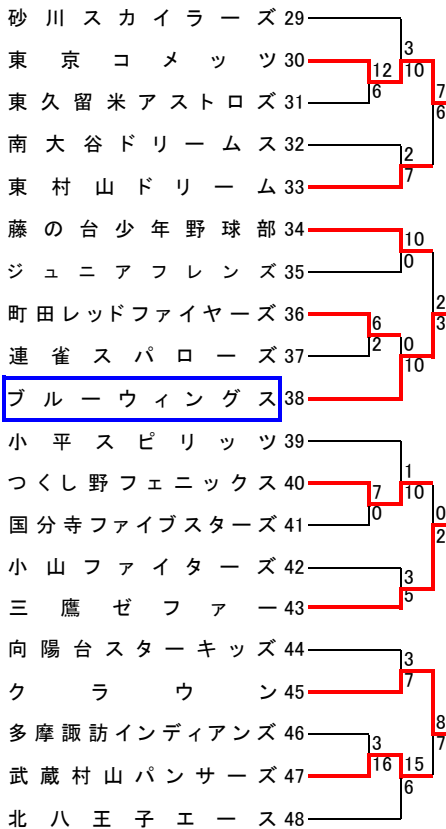 砂川スカイラーズ 29
東京コメッツ 30
東久留米アストロズ 31
南大谷ドリームス 32
東村山ドリーム 33
藤の台少年野球部 34
ジュニアフレンズ 35
町田レッドファイヤーズ 36
連雀スパローズ 37
ブルーウィングス 38
小平スピリッツ 39
つくし野フェニックス 40
国分寺ファイブスターズ 41
小山ファイターズ 42
三鷹ゼファー 43
向陽台スターキッズ 44
クラウン 45
多摩諏訪インディアンズ 46
武蔵村山パンサーズ 47
北八王子エース 48
3
12 10
6
7
6
2
7
10
0
2
3
6
2
0
10
1
7 10
0
0
2
3
5
3
7
8
7
3
16 15
6